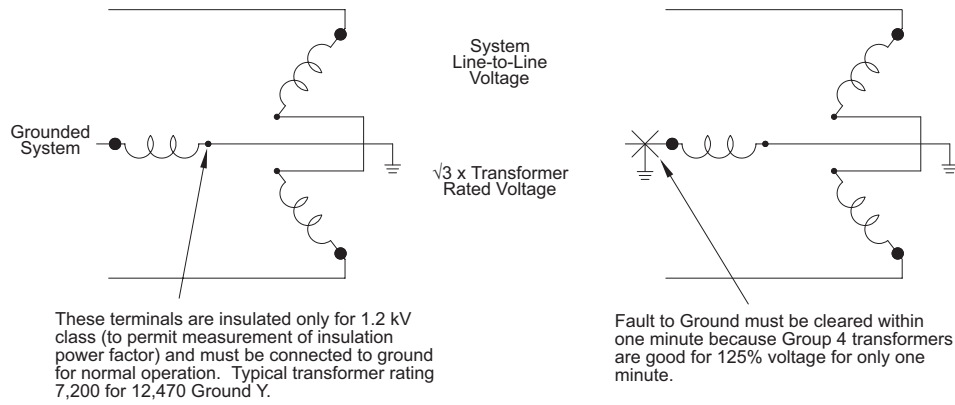 System
Line-to-Line
Voltage
Grounded
System
√3 x Transformer
Rated Voltage
These terminals are insulated only for 1.2 kV
class (to permit measurement of insulation
power factor) and must be connected to ground
for normal operation.  Typical transformer rating
7,200 for 12,470 Ground Y.
Fault to Ground must be cleared within
one minute because Group 4 transformers
are good for 125% voltage for only one
minute.